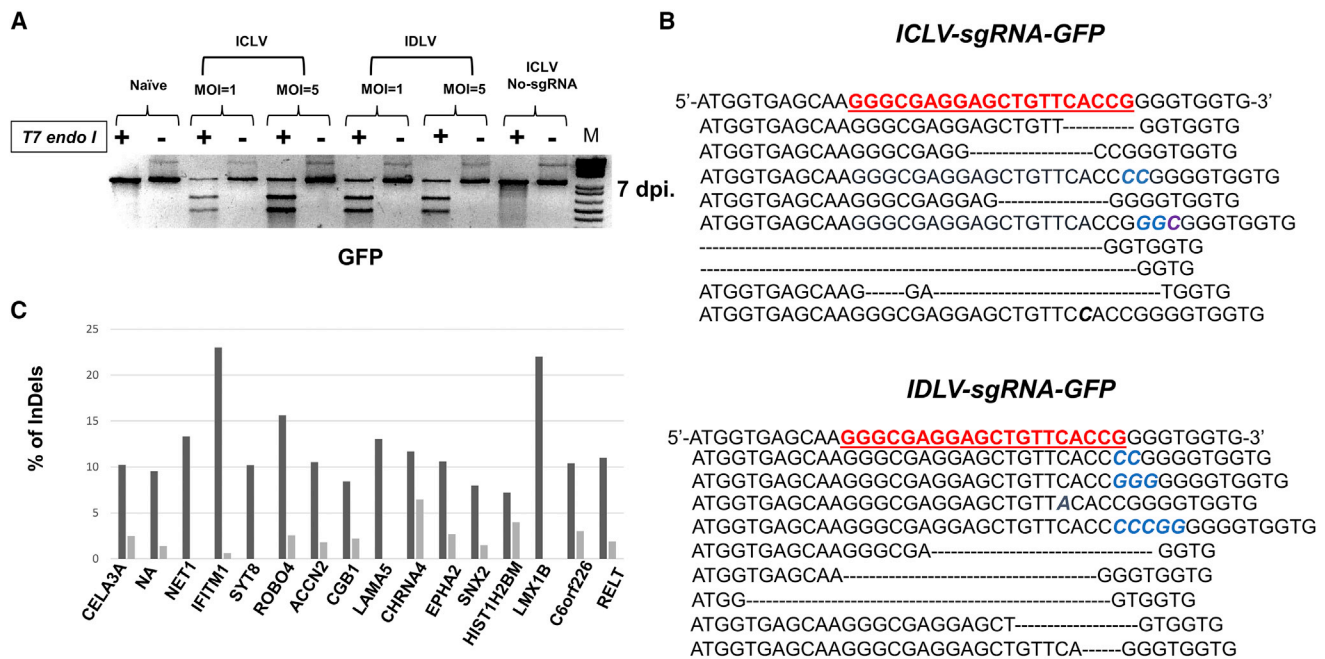 A
ICLV
IDLV
ICLV
No-sgRNA
Naïve
MOI=1
MOI=5
MOI=1
MOI=5
T7 endo I
+ - + - + - + - + - + - M
7 dpi.
GFP
B
ICLV-sgRNA-GFP
5'-ATGGTGAGCAAGGGCGAGGAGCTGTTCACCGGGGTGGTG-3'
ATGGTGAGCAAGGGCGAGGAGCTGTT----------- GGTGGTG
ATGGTGAGCAAGGGCGAGG-------------------CCGGGTGGTG
ATGGTGAGCAAGGGCGAGGAGCTGTTCACCCCGGGGTGGTG
ATGGTGAGCAAGGGCGAGGAG-----------------GGGGTGGTG
ATGGTGAGCAAGGGCGAGGAGCTGTTCACCGGGCGGGTGGTG
--------------------------------------------------------------GGTGGTG
-------------------------------------------------------------------GGTG
ATGGTGAGCAAG------GA-----------------------------------TGGTG
ATGGTGAGCAAGGGCGAGGAGCTGTTCCACCGGGGTGGTG
IDLV-sgRNA-GFP
5'-ATGGTGAGCAAGGGCGAGGAGCTGTTCACCGGGGTGGTG-3'
ATGGTGAGCAAGGGCGAGGAGCTGTTCACCCCGGGGTGGTG
ATGGTGAGCAAGGGCGAGGAGCTGTTCACCGGGGGGGTGGTG
ATGGTGAGCAAGGGCGAGGAGCTGTTACACCGGGGTGGTG
ATGGTGAGCAAGGGCGAGGAGCTGTTCACCCCCGGGGGGTGGTG
ATGGTGAGCAAGGGCGA---------------------------------- GGTG
ATGGTGAGCAA---------------------------------------GGGTGGTG
ATGG--------------------------------------------------------GTGGTG
ATGGTGAGCAAGGGCGAGGAGCT---------------GTGGTG
ATGGTGAGCAAGGGCGAGGAGCTGTTCA------GGGTGGTG
C
% of InDels
25
20
15
10
5
0
CELA3A
NA
NET1
IFITM1
SYT8
ROBO4
ACCN2
CGB1
LAMA5
CHRNA4
EPHA2
SNX2
HIST1H2BM
LMX1B
C6orf226
RELT